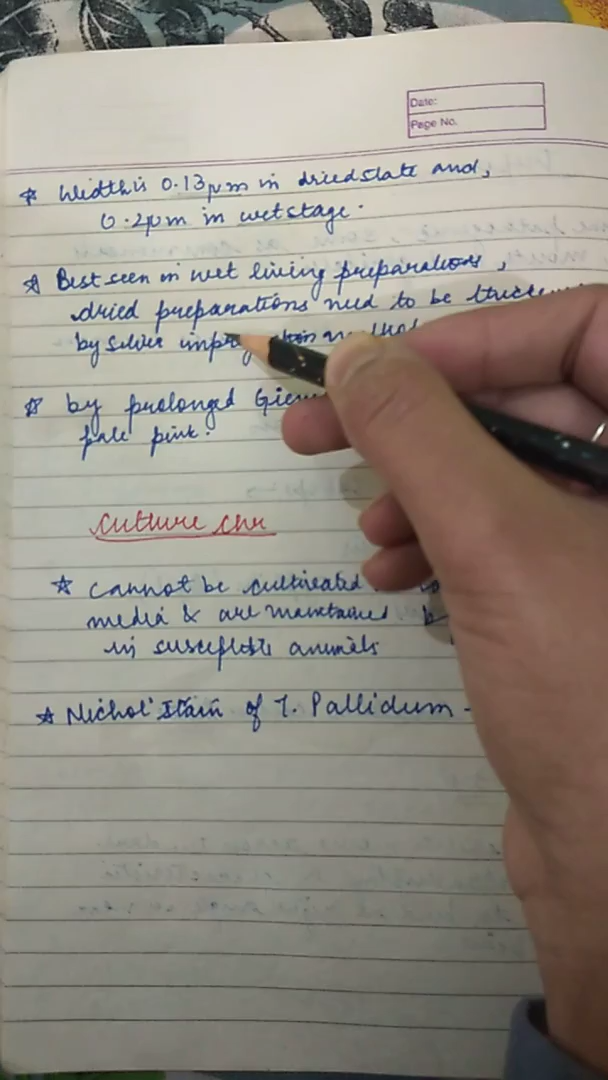 Date:
Page No.
* Width is 0.13μm in dried state and,
0.2μm in wet stage.
* Best seen in wet living preparations,
dried preparations need to be
by silver
* by prolonged
pale pink.
Culture
* cannot be cultivated
media & are maintained
in animals
* Nichol' Stain of T. Pallidum -